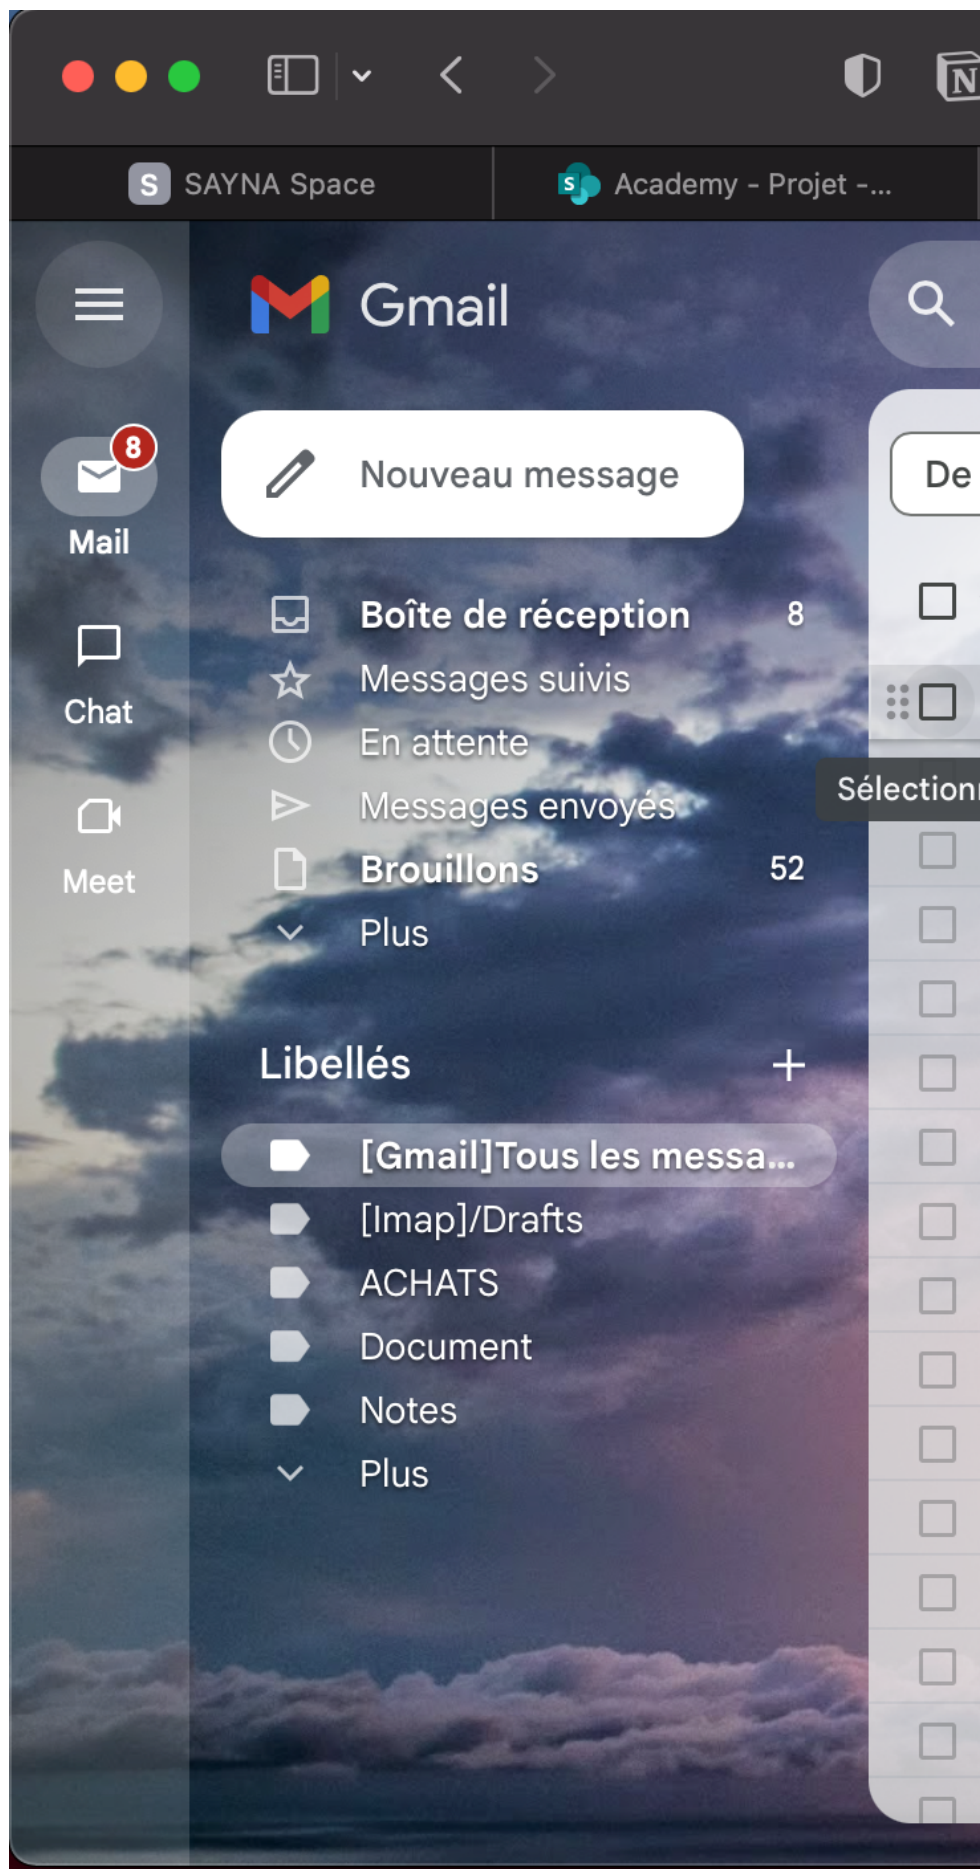 S SAYNA Space
S Academy - Projet -...
Gmail
Nouveau message
De
8
Mail
Chat
Meet
Boîte de réception 8
Messages suivis
En attente
Messages envoyés
Brouillons 52
Plus
Libellés
[Gmail]Tous les messa...
[Imap]/Drafts
ACHATS
Document
Notes
Plus